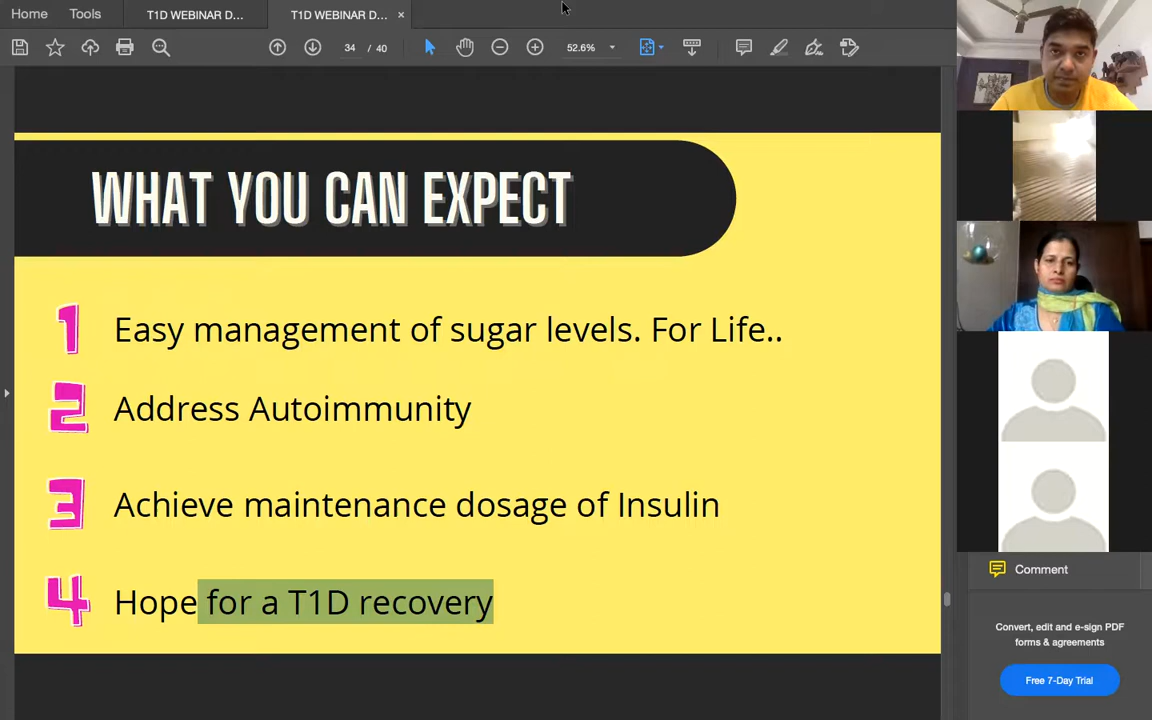 Home
Tools
T1D WEBINAR D...
T1D WEBINAR D...
×
34 / 40
52.6%
WHAT YOU CAN EXPECT
1 Easy management of sugar levels. For Life..
2 Address Autoimmunity
3 Achieve maintenance dosage of Insulin
4 Hope for a T1D recovery
Comment
Convert, edit and e-sign PDF
forms & agreements
Free 7-Day Trial